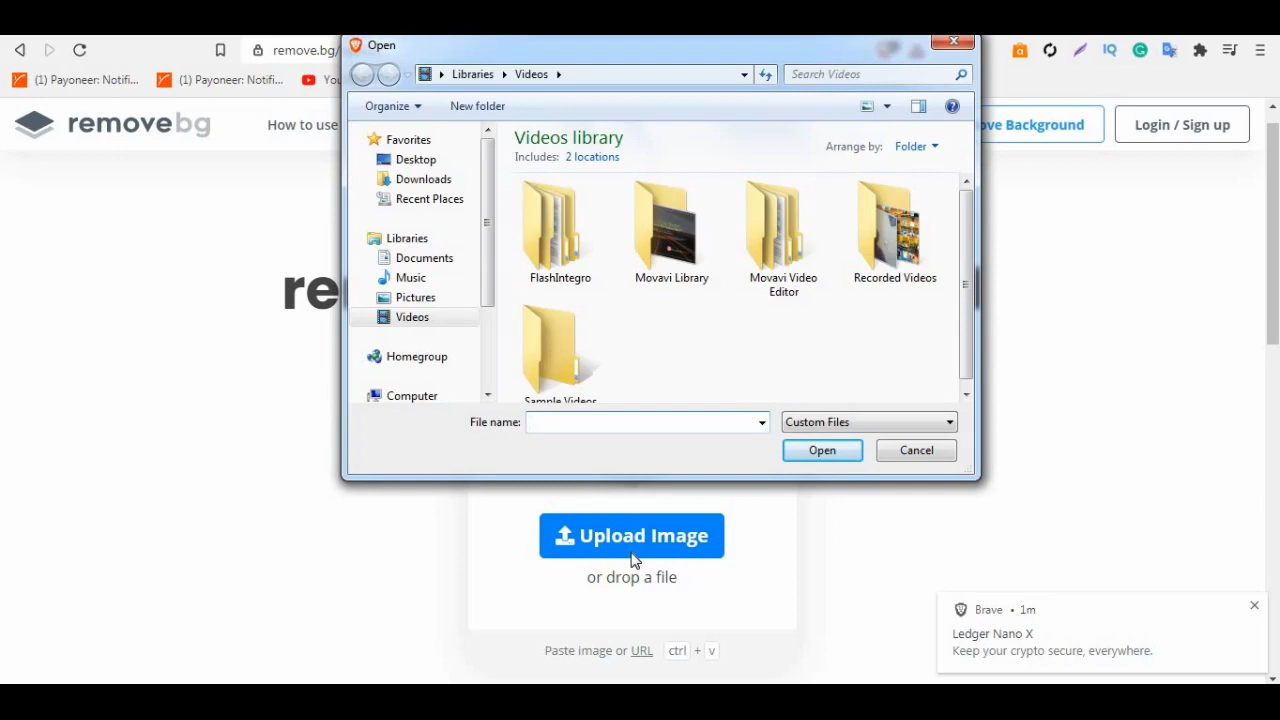 Open
remove.bg/
(1) Payoneer: Notifi...
(1) Payoneer: Notifi...
You
Libraries
Videos
Search Videos
removebg
How to use
ve Background
Login / Sign up
Organize
New folder
Favorites
Desktop
Downloads
Recent Places
Libraries
Documents
Music
Pictures
Videos
Homegroup
Computer
Videos library
Includes: 2 locations
Arrange by: Folder
FlashIntegro
Movavi Library
Movavi Video
Editor
Recorded Videos
Sample Videos
re
File name:
Custom Files
Open
Cancel
Upload Image
or drop a file
Paste image or URL ctrl + v
Brave • 1m
Ledger Nano X
Keep your crypto secure, everywhere.